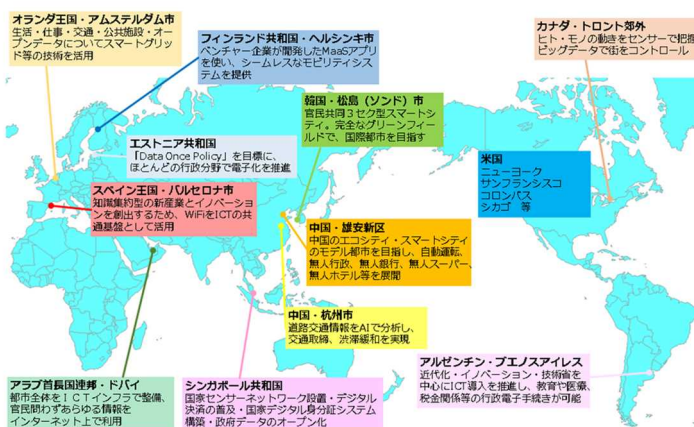 オランダ王国・アムステルダム市
生活・仕事・交通・公共施設・オー
プンデータについてスマートグリッ
ド等の技術を活用
フィンランド共和国・ヘルシンキ市
ベンチャー企業が開発したMaaSアプリ
を使い、シームレスなモビリティシス
テムを提供
カナダ・トロント郊外
ヒト・モノの動きをセンサーで把握
ビッグデータで街をコントロール
韓国・松島（ソンド）市
官民共同３セク型スマートシ
ティ。完全なグリーンフィー
ルドで、国際都市を目指す
エストニア共和国
「Data Once Policy」を目標に、
ほとんどの行政分野で電子化を推進
米国
ニューヨーク
サンフランシスコ
コロンバス
シカゴ　等
スペイン王国・バルセロナ市
知識集約型の新産業とイノベーション
を創出するため、WiFiをICTの共
通基盤として活用
中国・雄安新区
中国のエコシティ・スマートシティ
のモデル都市を目指し、自動運転、
無人行政、無人銀行、無人スーパー、
無人ホテル等を展開
中国・杭州市
道路交通情報をAIで分析し、
交通取締、渋滞緩和を実現
アラブ首長国連邦・ドバイ
都市全体をＩＣＴインフラで整備、
官民問わずあらゆる情報を
インターネット上で利用
シンガポール共和国
国家センサーネットワーク設置・デジタル
決済の普及・国家デジタル身分証システム
構築・政府データのオープン化
アルゼンチン・ブエノスアイレス
近代化・イノベーション・技術省を
中心にICT導入を推進し、教育や医療、
税金関係等の行政電子手続きが可能